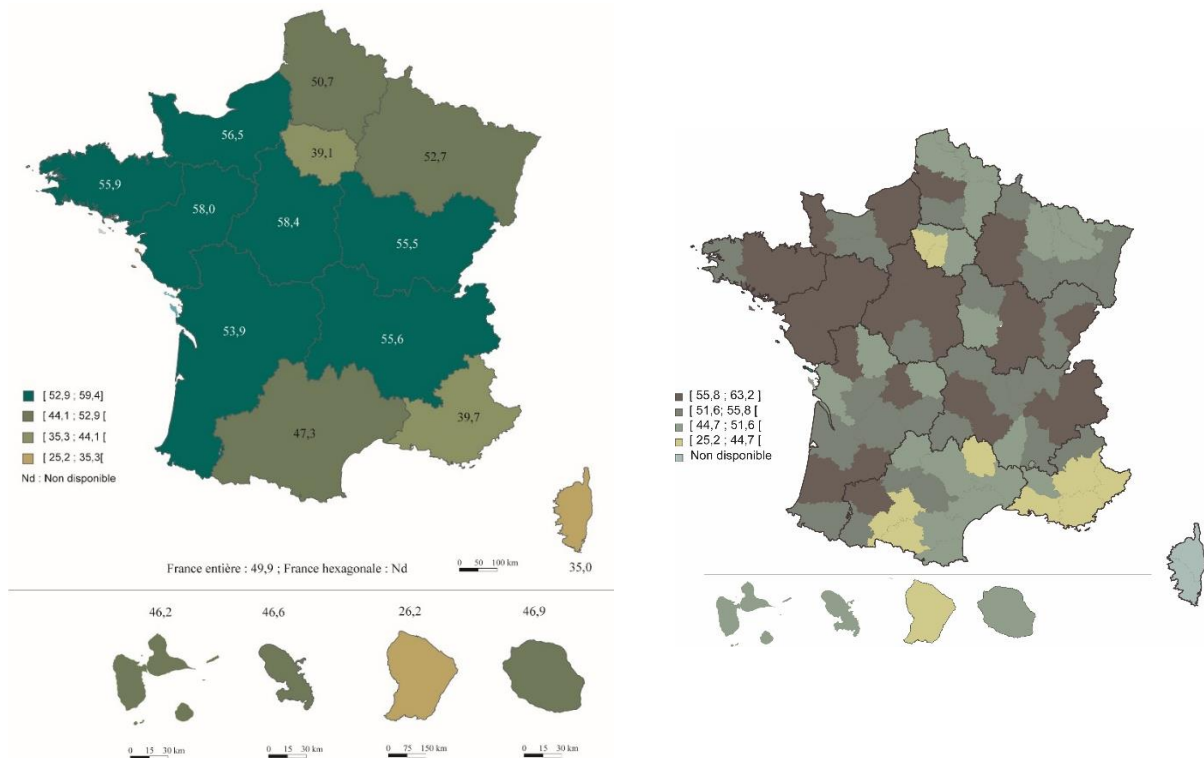 50,7
56,5
39,1
52,7
55,9
58,0
58,4
55,5
53,9
55,6
39,7
47,3
[ 52,9 ; 59,4]
[ 44,1 ; 52,9 [
[ 35,3 ; 44,1 [
[ 25,2 ; 35,3[
Nd : Non disponible
France entière : 49,9 ; France hexagonale : Nd
0 50 100 km
35,0
46,2 46,6 26,2 46,9
0 15 30 km
0 15 30 km
0 75 150 km
0 15 30 km
[ 55,8 ; 63,2 ]
[ 51,6; 55,8 [
[ 44,7 ; 51,6 [
[ 25,2 ; 44,7 [
Non disponible